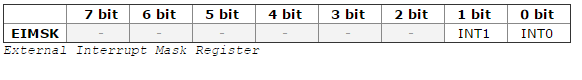 7 bit 6 bit 5 bit 4 bit 3 bit 2 bit 1 bit 0 bit
EIMSK - - - - - - INT1 INT0
External Interrupt Mask Register